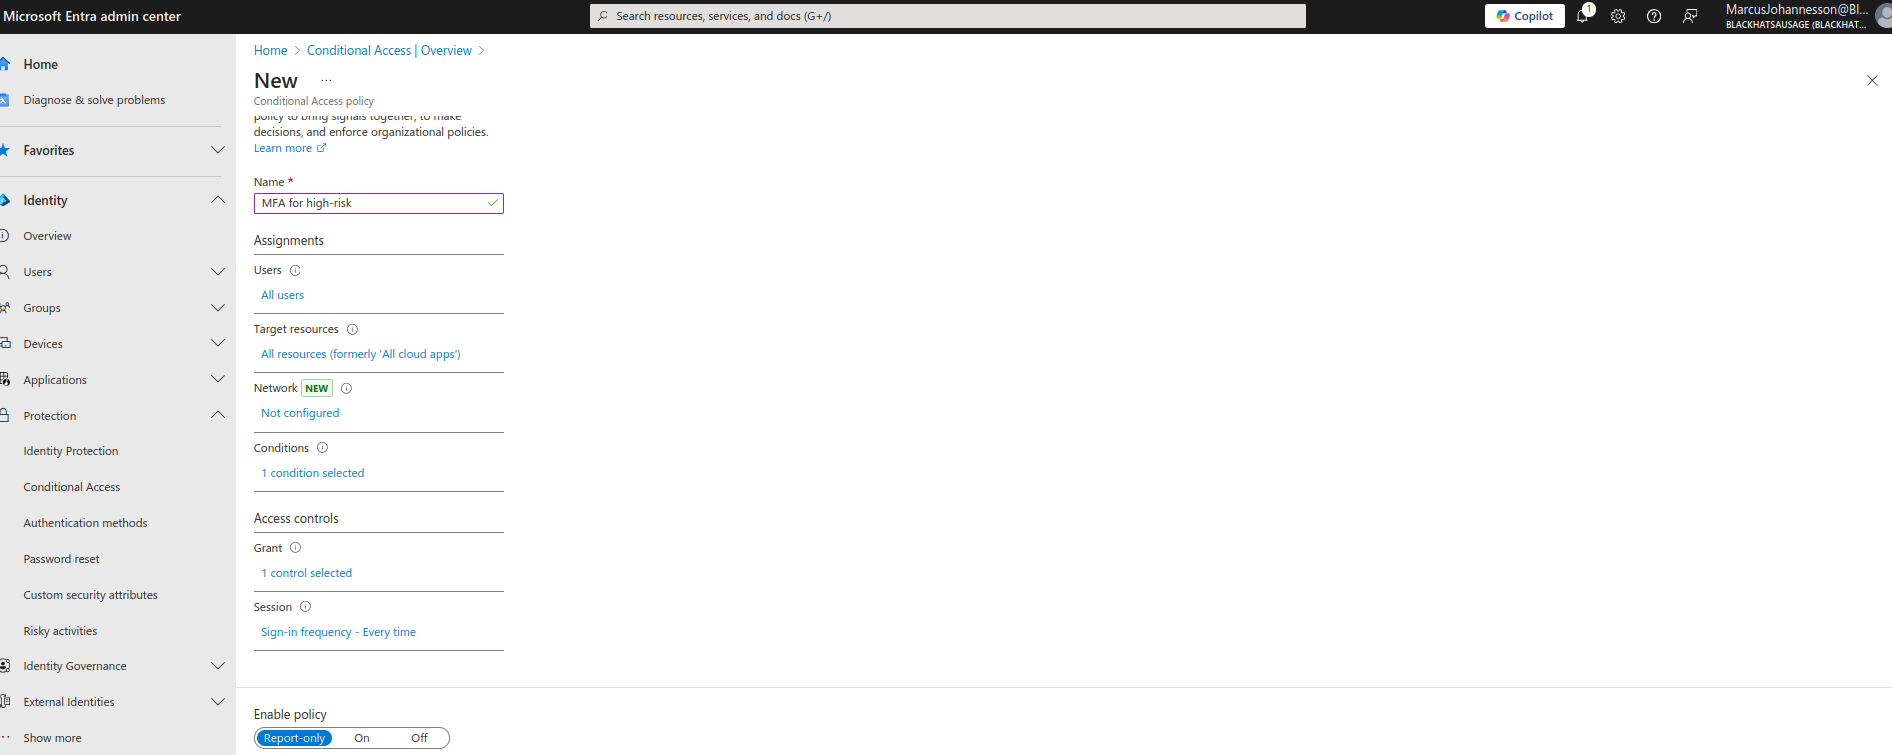 Microsoft Entra admin center
Search resources, services, and docs (G+/)
Copilot
1
MarcusJohannesson@Bl...
BLACKHATSAUSAGE (BLACKHAT...
Home
Diagnose & solve problems
Favorites
Identity
Overview
Users
Groups
Devices
Applications
Protection
Identity Protection
Conditional Access
Authentication methods
Password reset
Custom security attributes
Risky activities
Identity Governance
External Identities
Show more
Home > Conditional Access | Overview >
New ...
Conditional Access policy
policy to bring signals together, to make
decisions, and enforce organizational policies.
Learn more
Name *
MFA for high-risk
Assignments
Users
All users
Target resources
All resources (formerly 'All cloud apps')
Network NEW
Not configured
Conditions
1 condition selected
Access controls
Grant
1 control selected
Session
Sign-in frequency - Every time
Enable policy
Report-only On Off